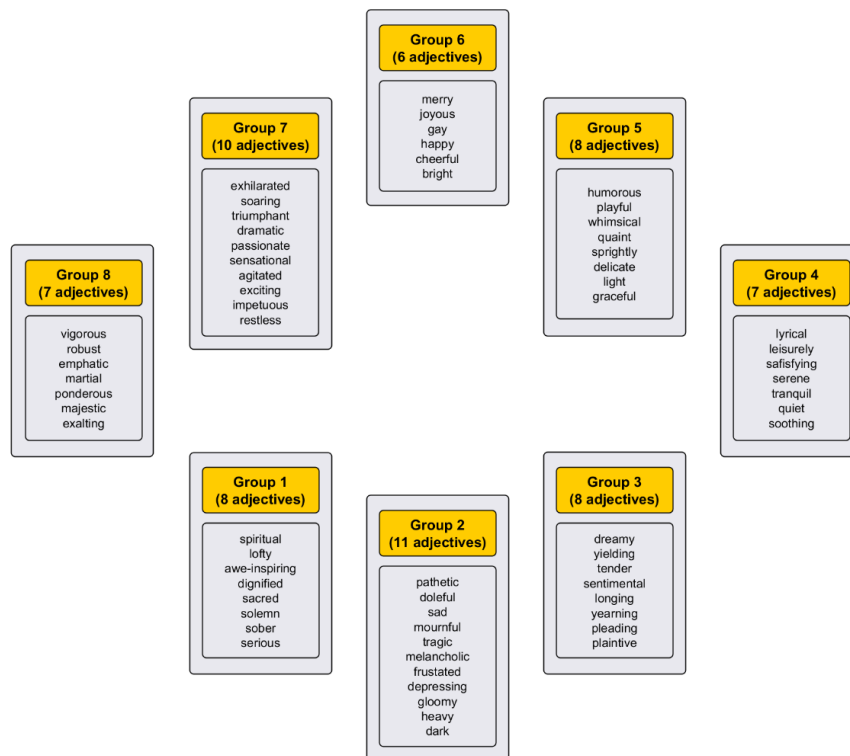 Group 6
(6 adjectives)
merry
joyous
gay
happy
cheerful
bright
Group 7
(10 adjectives)
exhilarated
soaring
triumphant
dramatic
passionate
sensational
agitated
exciting
impetuous
restless
Group 5
(8 adjectives)
humorous
playful
whimsical
quaint
sprightly
delicate
light
graceful
Group 8
(7 adjectives)
vigorous
robust
emphatic
martial
ponderous
majestic
exalting
Group 4
(7 adjectives)
lyrical
leisurely
safisfying
serene
tranquil
quiet
soothing
Group 1
(8 adjectives)
spiritual
lofty
awe-inspiring
dignified
sacred
solemn
sober
serious
Group 2
(11 adjectives)
pathetic
doleful
sad
mournful
tragic
melancholic
frustated
depressing
gloomy
heavy
dark
Group 3
(8 adjectives)
dreamy
yielding
tender
sentimental
longing
yearning
pleading
plaintive